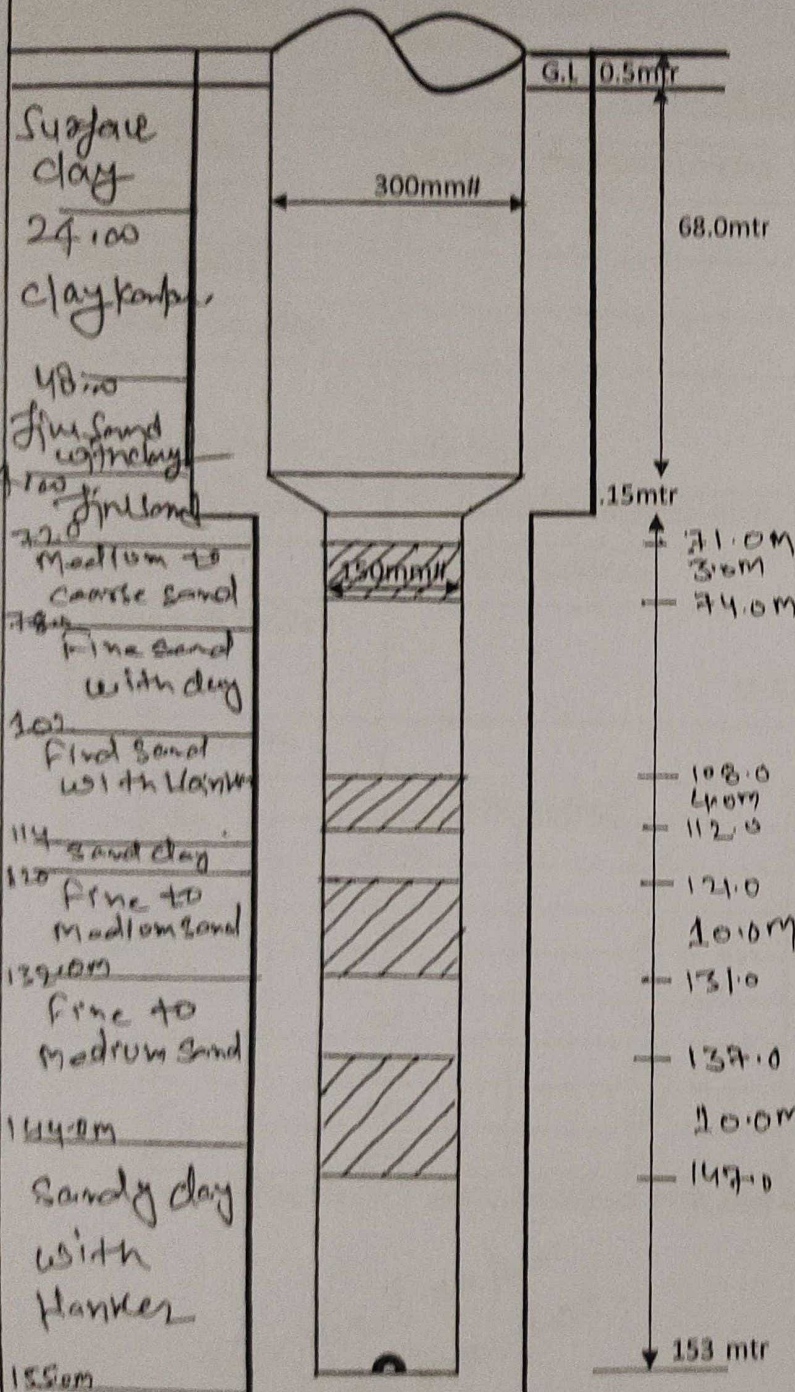 G.L 0.5mtr
Surface
clay
24.00
clay
48.00
fine sand
with clay
fine sand
72.0
Medium to
coarse sand
78.0
Fine sand
with clay
102
Find sand
with
114 sand clay
120
fine to
Medium sand
132.0M
fine to
Medium sand
144.0m
Sandy clay
with
Hanker
155.0m
300mm//
150mm//
68.0mtr
.15mtr
71.0M
3.0M
74.0M
108.0
4.0m
112.0
121.0
10.0M
131.0
137.0
10.0M
147.0
153 mtr